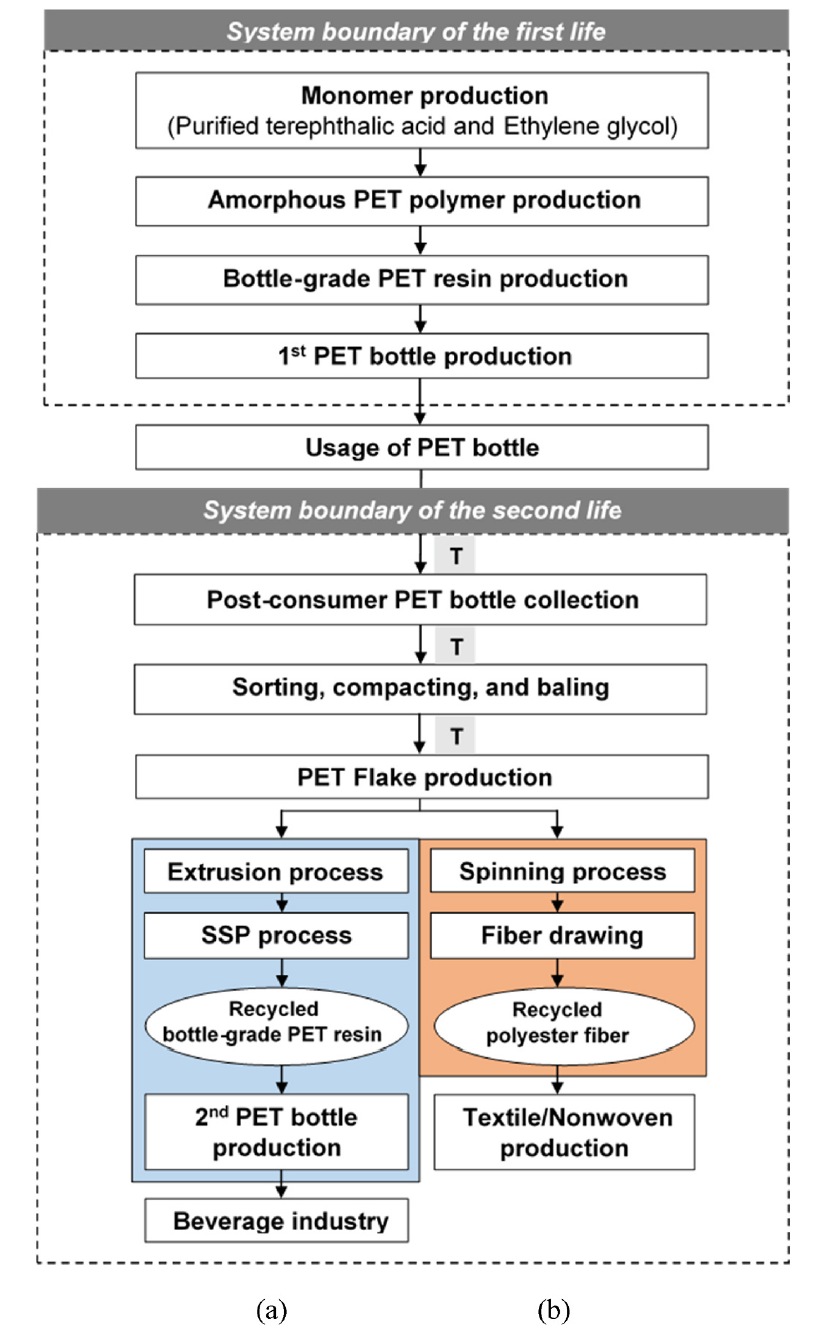 System boundary of the first life
Monomer production
(Purified terephthalic acid and Ethylene glycol)
Amorphous PET polymer production
Bottle-grade PET resin production
1st PET bottle production
Usage of PET bottle
System boundary of the second life
T
Post-consumer PET bottle collection
T
Sorting, compacting, and baling
T
PET Flake production
Extrusion process
SSP process
Recycled
bottle-grade PET resin
2nd PET bottle
production
Beverage industry
Spinning process
Fiber drawing
Recycled
polyester fiber
Textile/Nonwoven
production
(a)
(b)